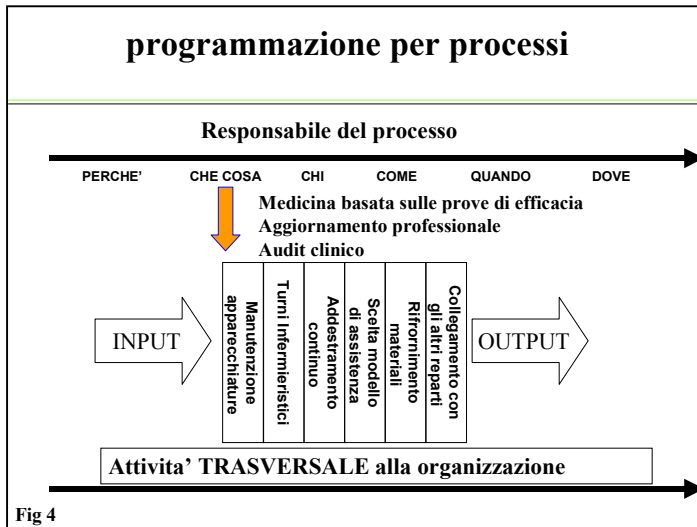 programmazione per processi
Responsabile del processo
PERCHE' CHE COSA CHI COME QUANDO DOVE
Medicina basata sulle prove di efficacia
Aggiornamento professionale
Audit clinico
INPUT
Manutenzione
apparecchiature
Turni Infermieristici
Addestramento
continuo
Scelta modello
di assistenza
Rifrornimento
materiali
Collegamento con
gli altri reparti
OUTPUT
Attivita' TRASVERSALE alla organizzazione
Fig 4